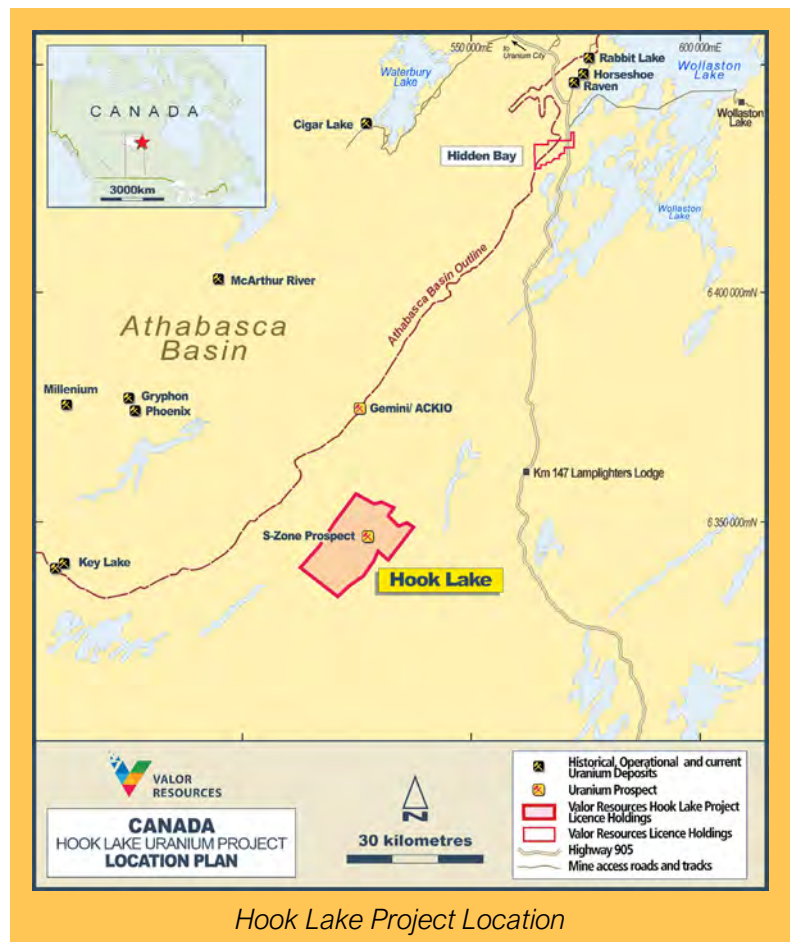 550 000mE
600 000mE
to
Uranium City
Rabbit Lake
Horseshoe
Raven
Wollaston
Lake
Waterbury
Lake
Wollaston
Lake
Cigar Lake
Hidden Bay
Wollaston
Lake
CANADA
3000km
McArthur River
6 400 000mN
Athabasca Basin Outline
Athabasca
Basin
Millenium
Gryphon
Phoenix
Gemini/ ACKIO
Km 147 Lamplighters Lodge
6 350 000mN
S-Zone Prospect
Key Lake
Hook Lake
VALOR
RESOURCES
CANADA
HOOK LAKE URANIUM PROJECT
LOCATION PLAN
N
30 kilometres
Historical, Operational and current
Uranium Deposits
Uranium Prospect
Valor Resources Hook Lake Project
Licence Holdings
Valor Resources Licence Holdings
Highway 905
Mine access roads and tracks
Hook Lake Project Location